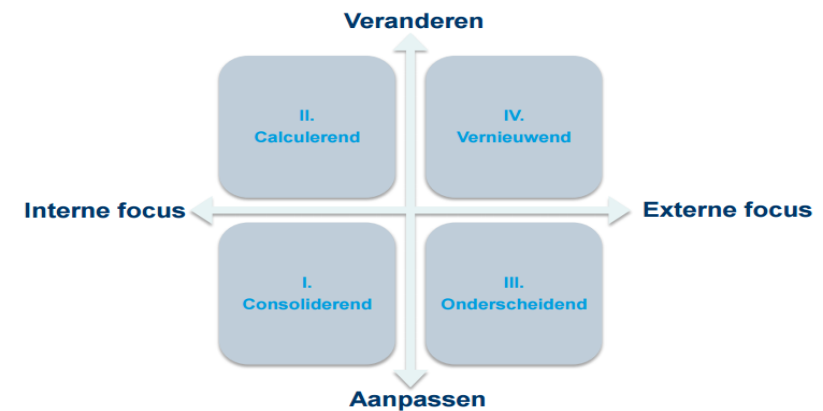 Veranderen
II.
Calculerend
IV.
Vernieuwend
Interne focus
Externe focus
I.
Consoliderend
III.
Onderscheidend
Aanpassen